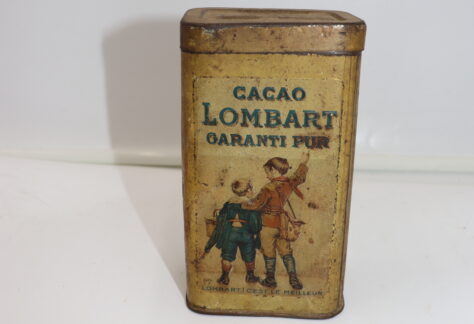 CACAO
LOMBART
GARANTI PUR
LOMBART! C'EST LE MEILLEUR